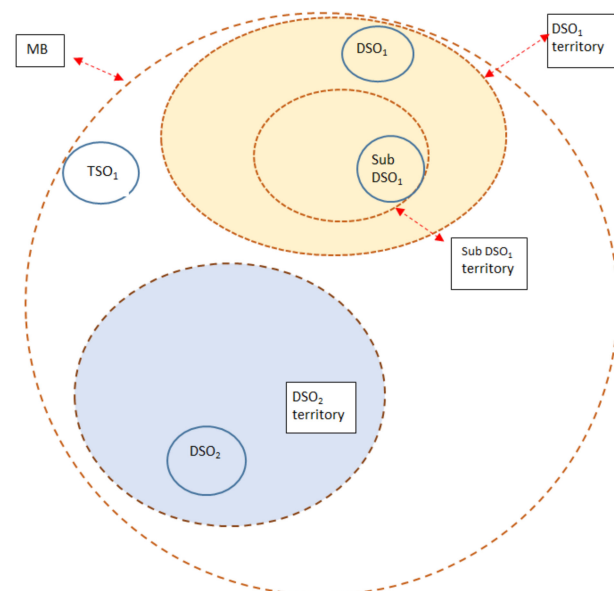 MB
DSO₁
DSO₁
territory
TSO₁
Sub
DSO₁
Sub DSO₁
territory
DSO₂
territory
DSO₂